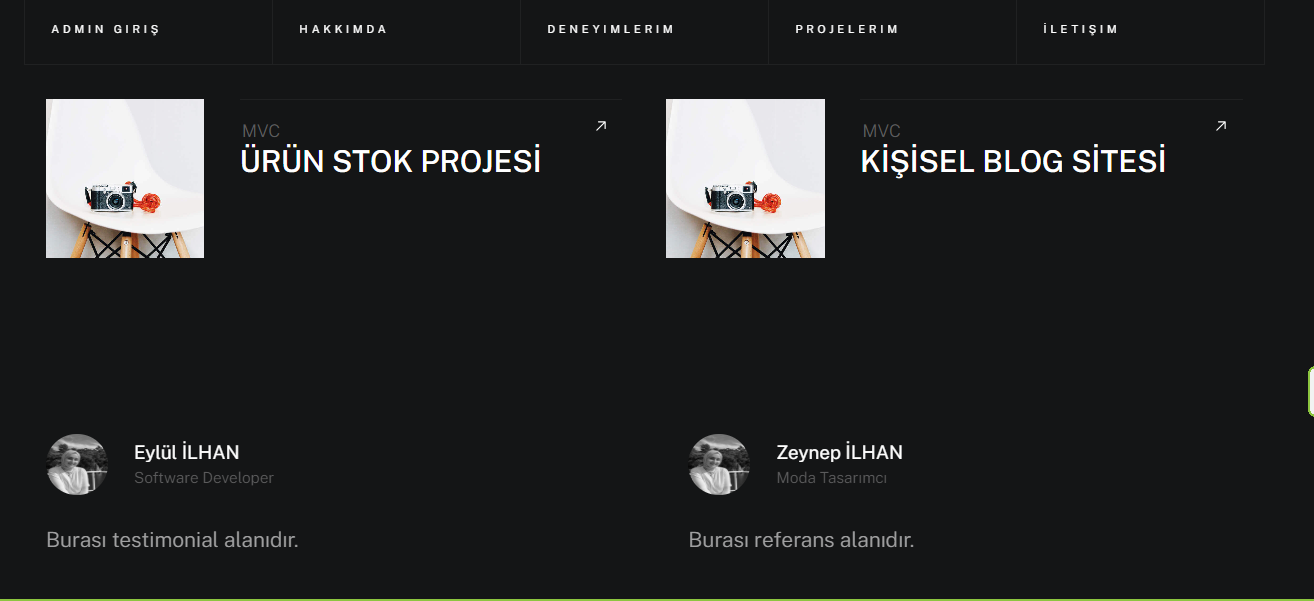 ADMIN GIRIŞ
HAKKIMDA
DENEYIMLERIM
PROJELERIM
İLETIŞIM
MVC
ÜRÜN STOK PROJESİ
MVC
KİŞİSEL BLOG SİTESİ
Eylül İLHAN
Software Developer
Burası testimonial alanıdır.
Zeynep İLHAN
Moda Tasarımcı
Burası referans alanıdır.